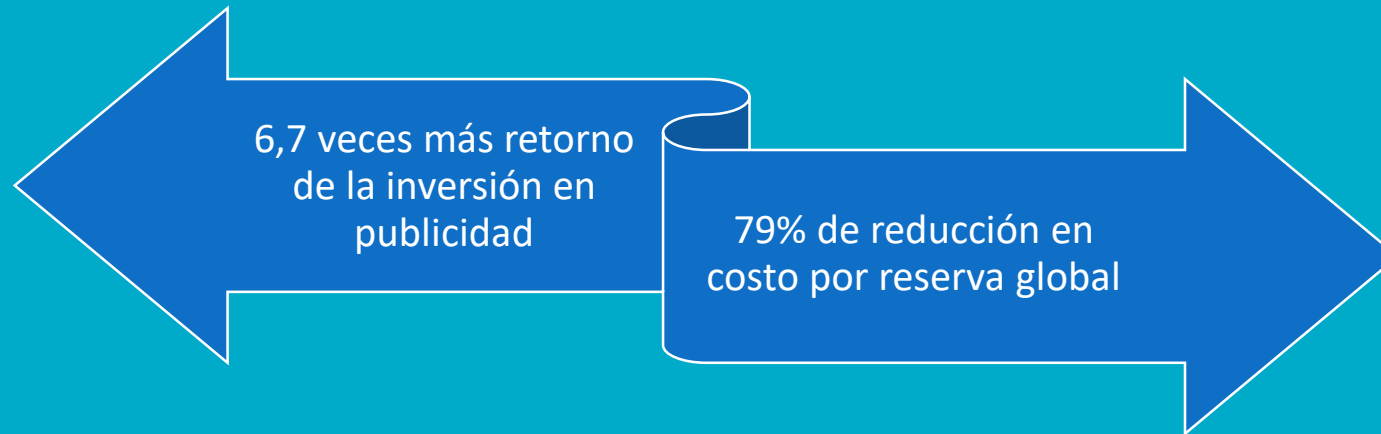 6,7 veces más retorno
de la inversión en
publicidad
79% de reducción en
costo por reserva global